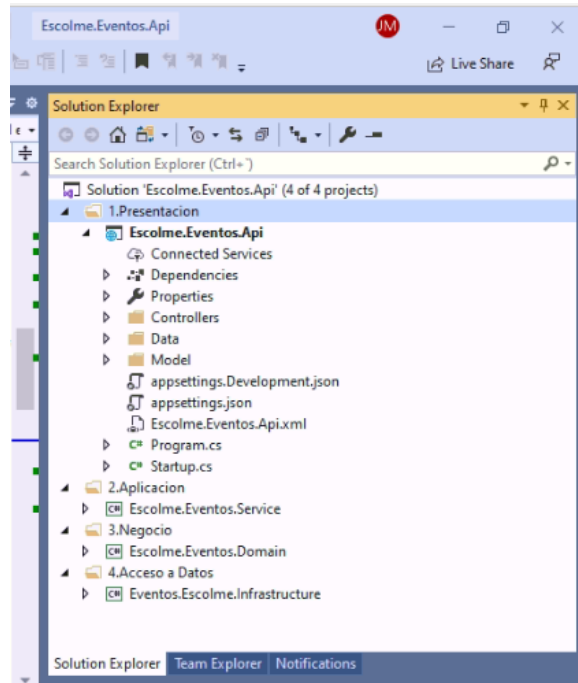 Escolme.Eventos.Api
JM
Live Share
Solution Explorer
Search Solution Explorer (Ctrl+´)
Solution 'Escolme.Eventos.Api' (4 of 4 projects)
1.Presentacion
Escolme.Eventos.Api
Connected Services
Dependencies
Properties
Controllers
Data
Model
appsettings.Development.json
appsettings.json
Escolme.Eventos.Api.xml
C# Program.cs
C# Startup.cs
2.Aplicacion
C# Escolme.Eventos.Service
3.Negocio
C# Escolme.Eventos.Domain
4.Acceso a Datos
C# Eventos.Escolme.Infrastructure
Solution Explorer Team Explorer Notifications